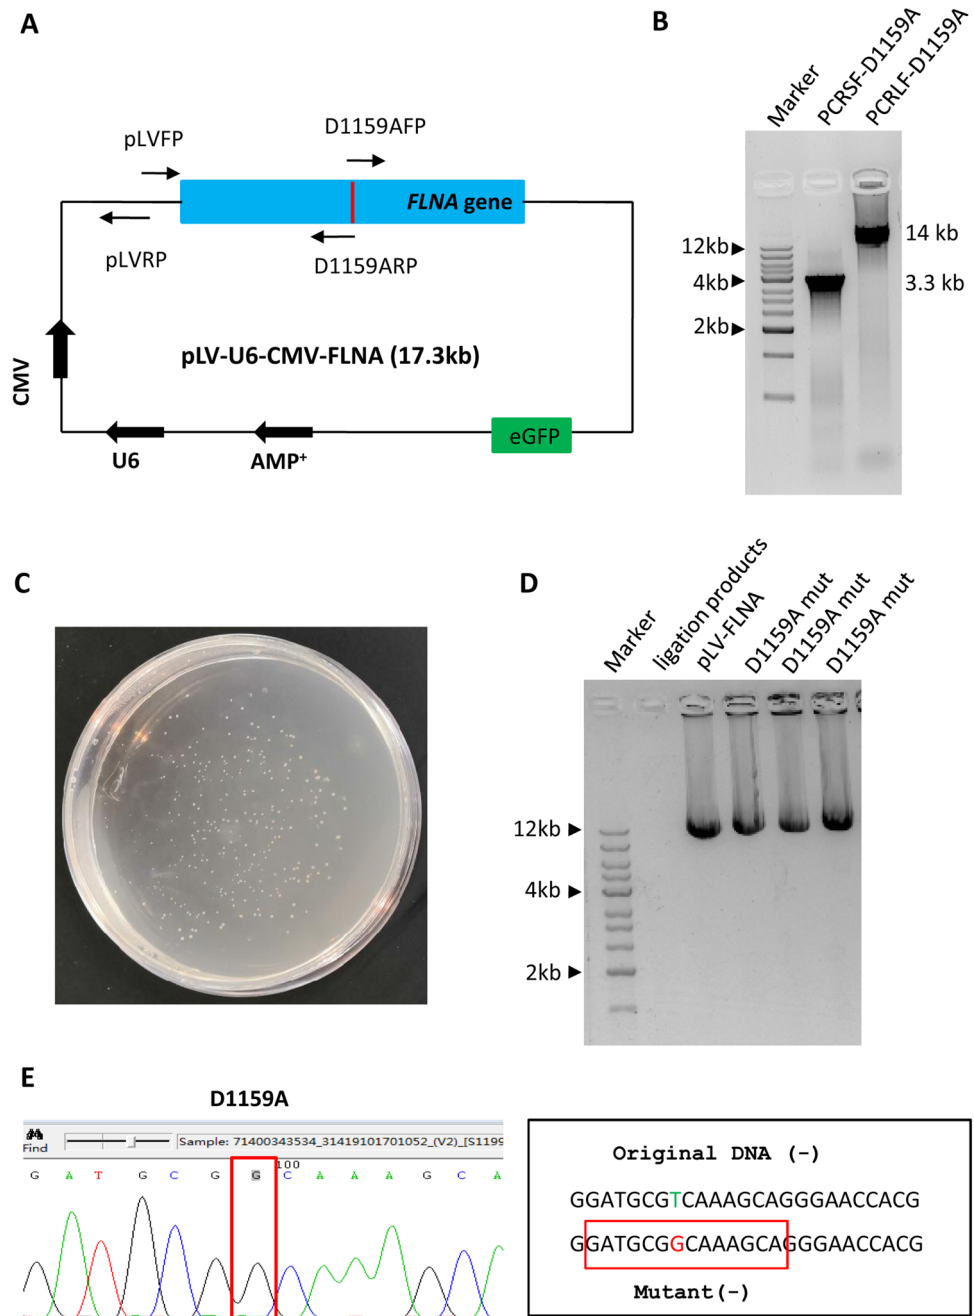 A
pLVFP
D1159AFP
FLNA gene
pLVRP
D1159ARP
CMV
pLV-U6-CMV-FLNA (17.3kb)
eGFP
U6
AMP+
B
Marker
PCRSF-D1159A
PCRLF-D1159A
12kb
4kb
2kb
14 kb
3.3 kb
C
D
Marker
ligation products
pLV-FLNA
D1159A mut
D1159A mut
D1159A mut
12kb
4kb
2kb
E
D1159A
Find
Sample: 71400343534_31419101701052_(V2)_[S1199
100
G A T G C G G C A A A G C A
Original DNA (-)
GGATGCGTCAAAGCAGGGAACCACG
GGATGCGGCAAAGCAGGGAACCACG
Mutant(-)